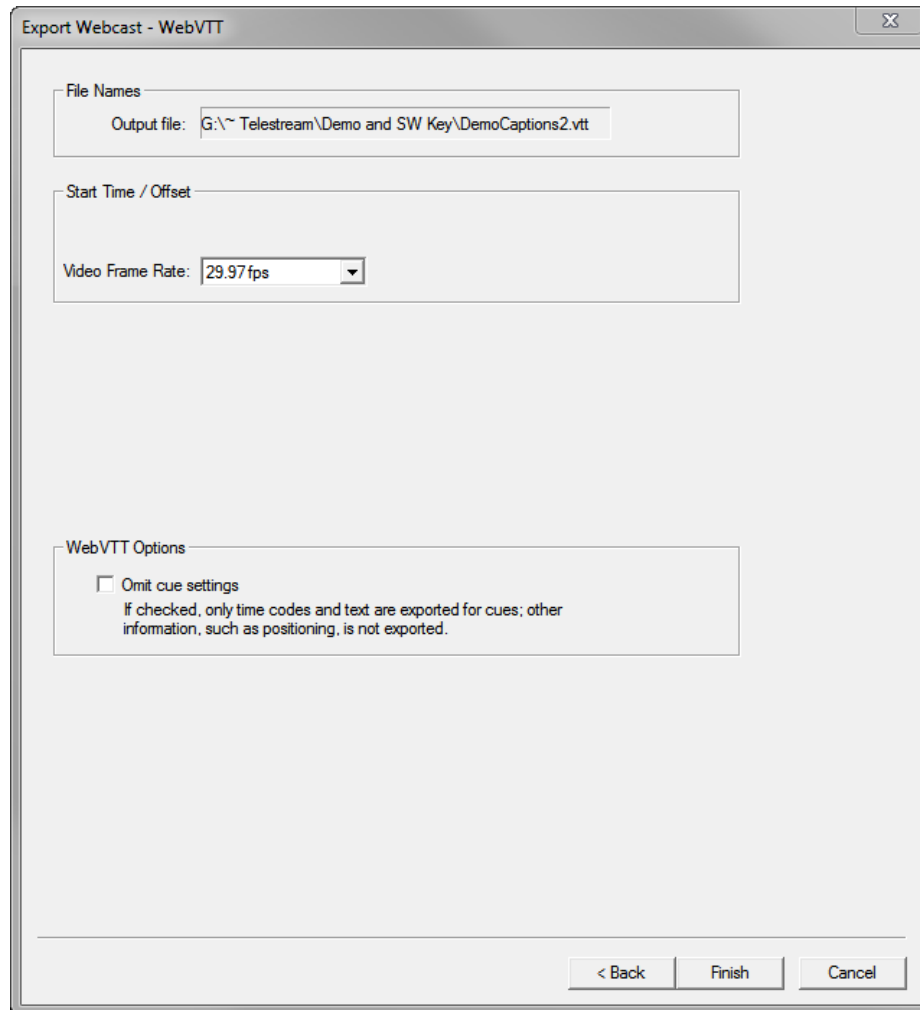 Export Webcast - WebVTT
File Names
Output file: G:\~ Telestream\Demo and SW Key\DemoCaptions2.vtt
Start Time / Offset
Video Frame Rate: 29.97 fps
WebVTT Options
Omit cue settings
If checked, only time codes and text are exported for cues; other
information, such as positioning, is not exported.
< Back Finish Cancel